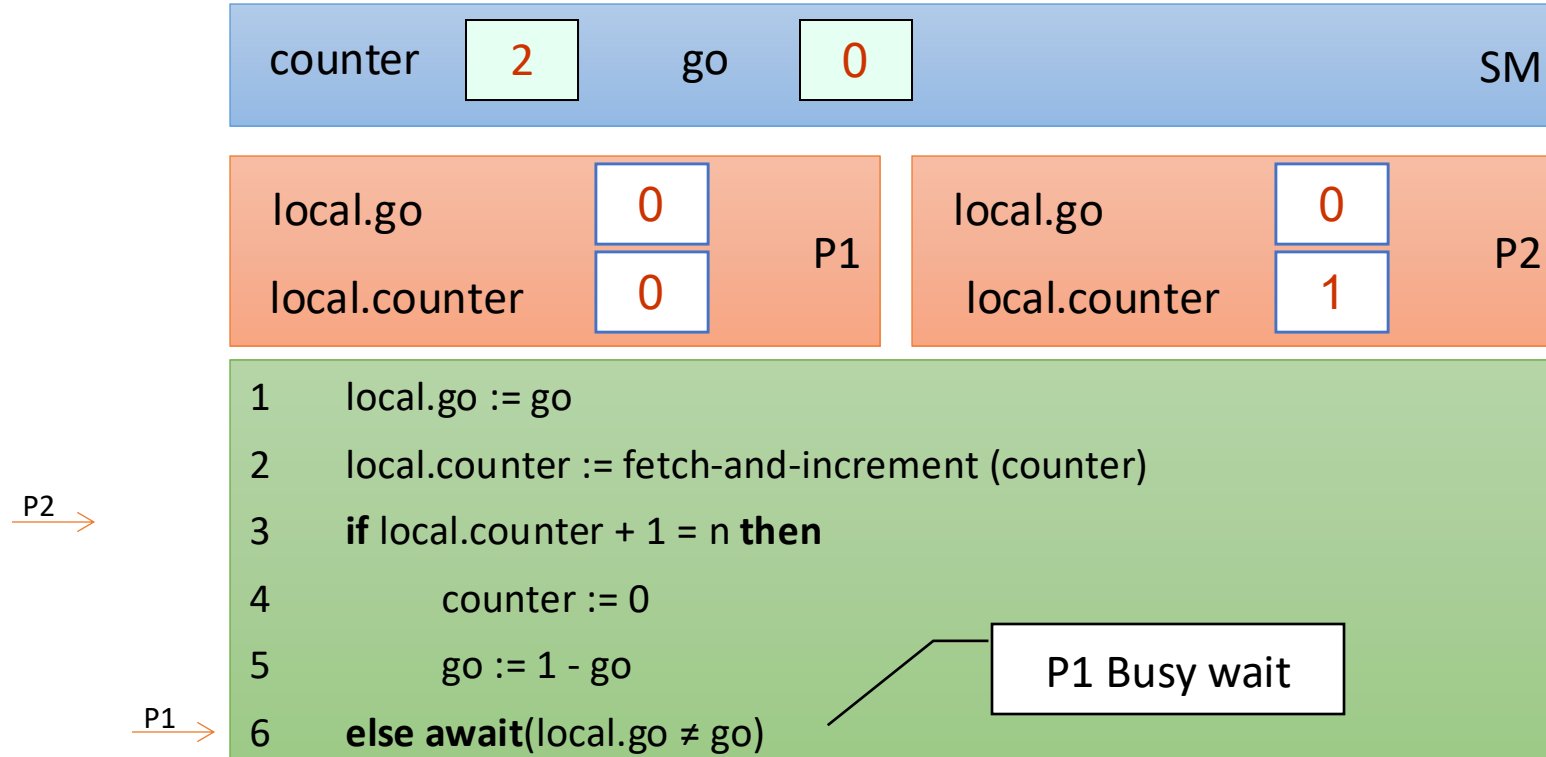 counter 2 go 0 SM
local.go 0 P1 local.go 0 P2
local.counter 0 local.counter 1
1 local.go := go
2 local.counter := fetch-and-increment (counter)
P2
3 if local.counter + 1 = n then
4 counter := 0
5 go := 1 - go
P1 Busy wait
P1
6 else await(local.go ≠ go)